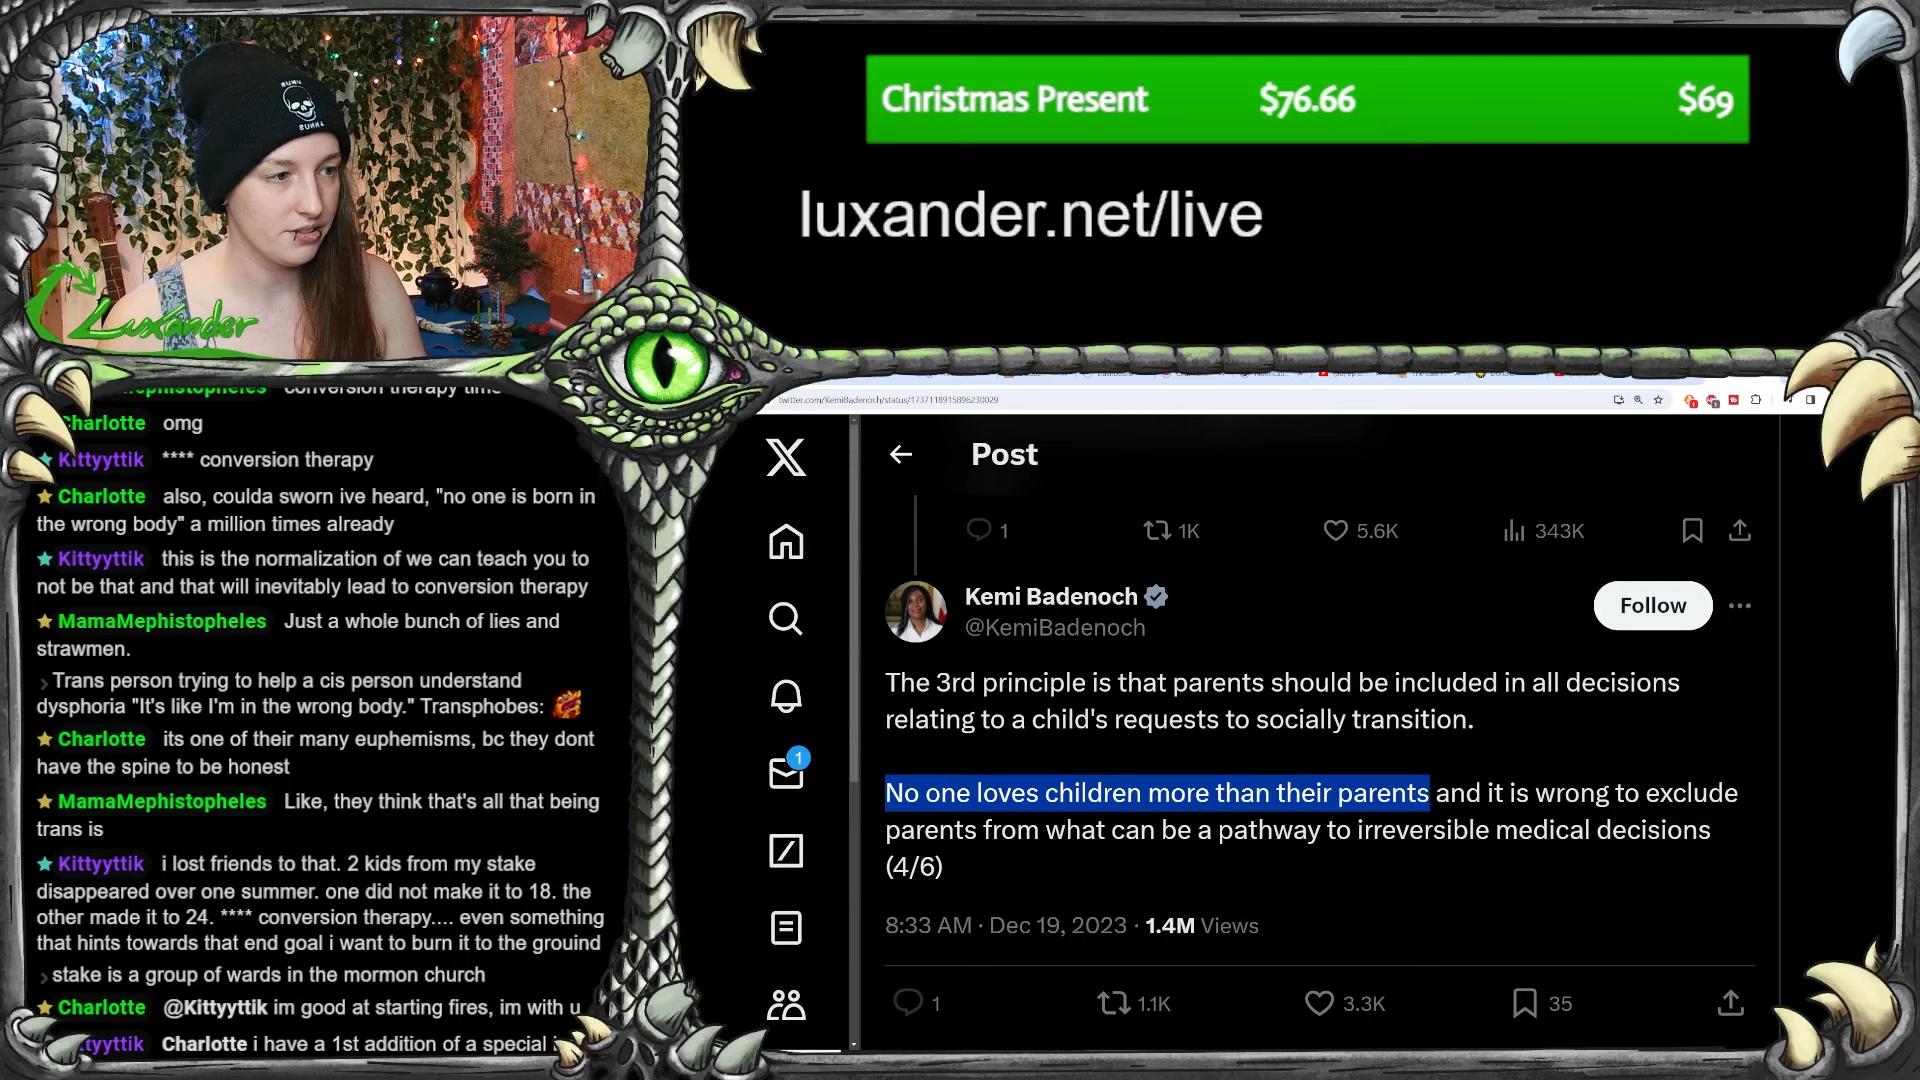 Christmas Present $76.66 $69
luxander.net/live
Luxander
conversion therapy time
Charlotte omg
Kittyyttik **** conversion therapy
Charlotte also, coulda sworn ive heard, "no one is born in
the wrong body" a million times already
Kittyyttik this is the normalization of we can teach you to
not be that and that will inevitably lead to conversion therapy
MamaMephistopheles Just a whole bunch of lies and
strawmen.
Trans person trying to help a cis person understand
dysphoria "It's like I'm in the wrong body." Transphobes:
Charlotte its one of their many euphemisms, bc they dont
have the spine to be honest
MamaMephistopheles Like, they think that's all that being
trans is
Kittyyttik i lost friends to that. 2 kids from my stake
disappeared over one summer. one did not make it to 18. the
other made it to 24. **** conversion therapy.... even something
that hints towards that end goal i want to burn it to the grouind
stake is a group of wards in the mormon church
Charlotte @Kittyyttik im good at starting fires, im with u
Charlotte i have a 1st addition of a special
twitter.com/KemiBadenoch/status/1737118915896230029
Post
1 1K 5.6K 343K
Kemi Badenoch
@KemiBadenoch
Follow
The 3rd principle is that parents should be included in all decisions
relating to a child's requests to socially transition.
No one loves children more than their parents and it is wrong to exclude
parents from what can be a pathway to irreversible medical decisions
(4/6)
8:33 AM · Dec 19, 2023 · 1.4M Views
1 1.1K 3.3K 35
1